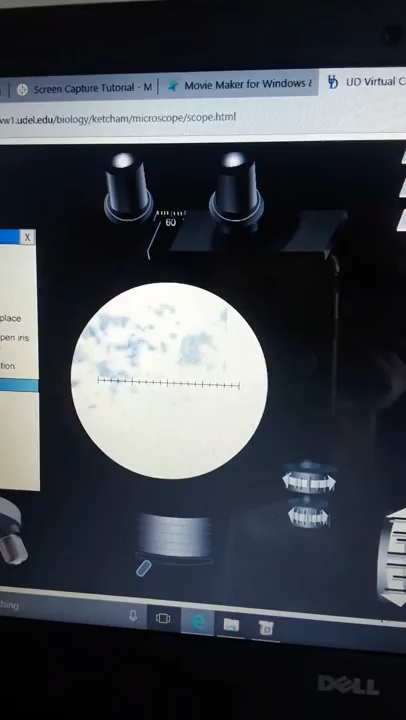 Screen Capture Tutorial - M
Movie Maker for Windows
UD Virtual C
w1.udel.edu/biology/ketcham/microscope/scope.html
60
X
place
pen iris
tion
thing
DELL